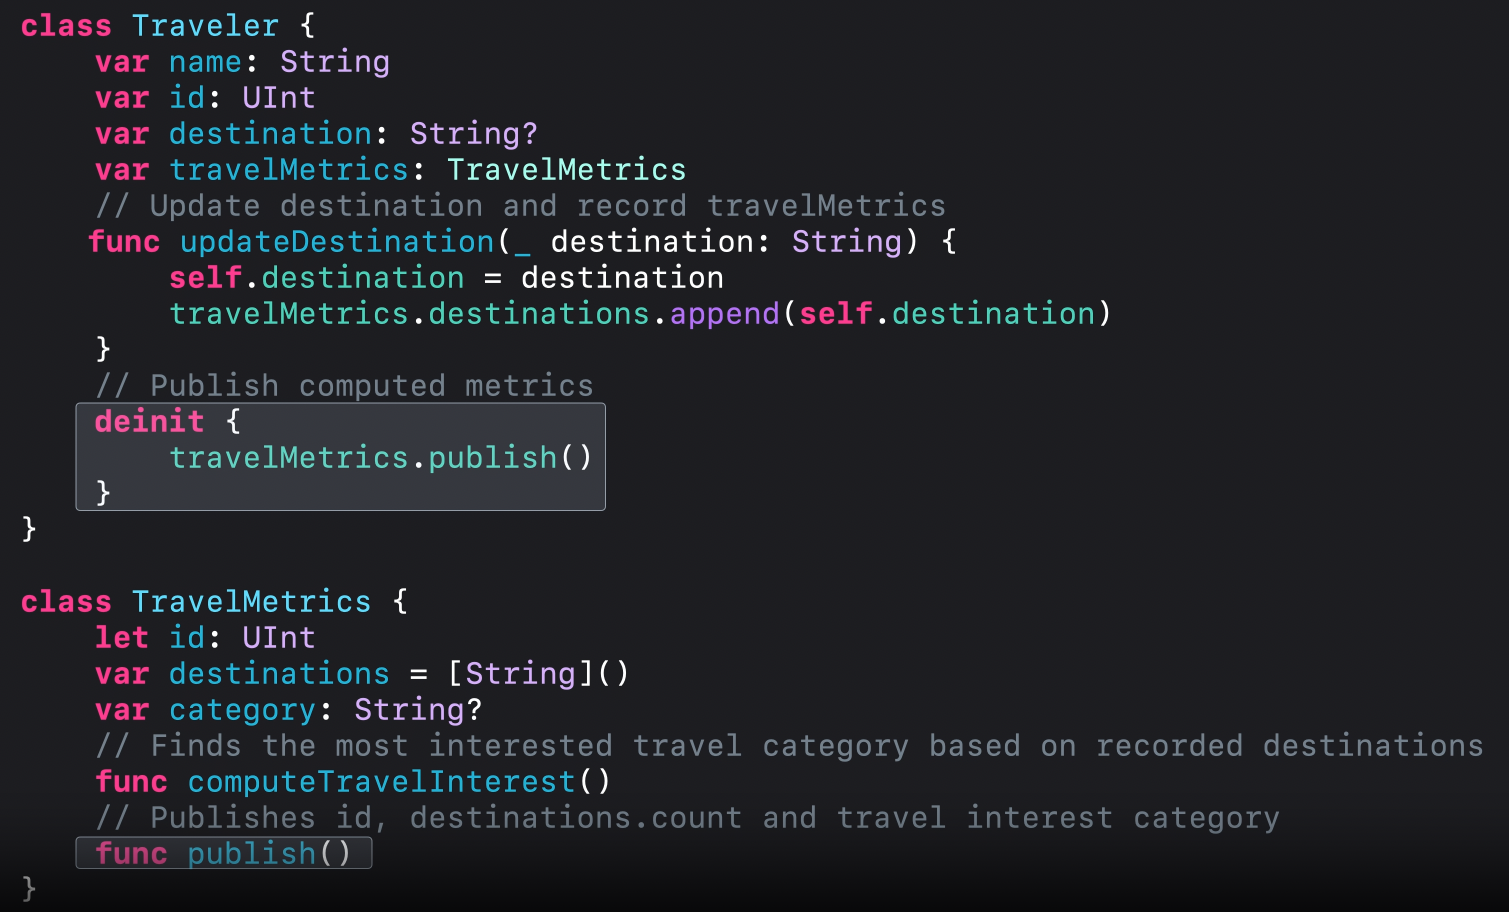 class Traveler {
    var name: String
    var id: UInt
    var destination: String?
    var travelMetrics: TravelMetrics
    // Update destination and record travelMetrics
    func updateDestination(_ destination: String) {
        self.destination = destination
        travelMetrics.destinations.append(self.destination)
    }
    // Publish computed metrics
    deinit {
        travelMetrics.publish()
    }
}

class TravelMetrics {
    let id: UInt
    var destinations = [String]()
    var category: String?
    // Finds the most interested travel category based on recorded destinations
    func computeTravelInterest()
    // Publishes id, destinations.count and travel interest category
    func publish()
}